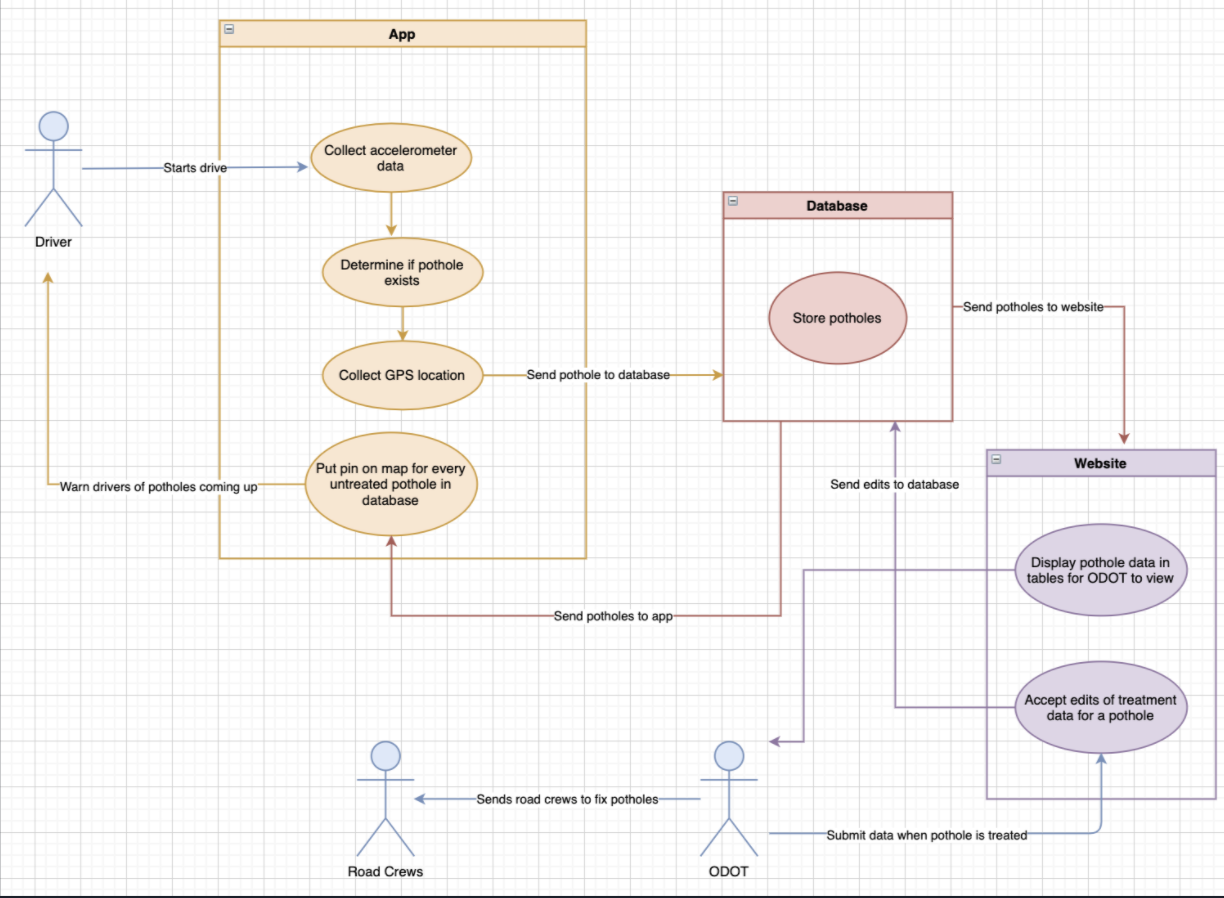 App
Collect accelerometer
data
Starts drive
Driver
Determine if pothole
exists
Collect GPS location
Send pothole to database
Put pin on map for every
untreated pothole in
database
Warn drivers of potholes coming up
Database
Store potholes
Send potholes to website
Send edits to database
Send potholes to app
Website
Display pothole data in
tables for ODOT to view
Accept edits of treatment
data for a pothole
Sends road crews to fix potholes
Submit data when pothole is treated
Road Crews
ODOT